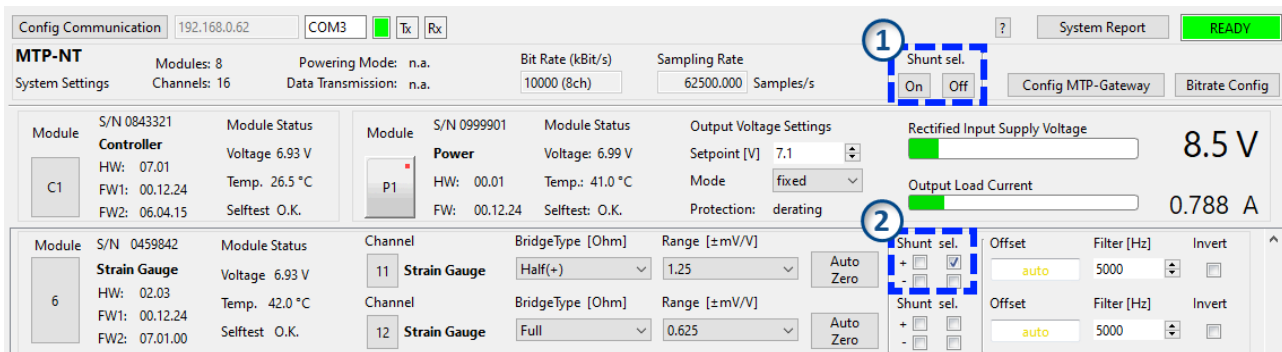 Config Communication 192.168.0.62 COM3 Tx Rx ? System Report READY
1
MTP-NT Modules: 8 Powering Mode: n.a. Bit Rate (kBit/s) Sampling Rate Shunt sel.
System Settings Channels: 16 Data Transmission: n.a. 10000 (8ch) 62500.000 Samples/s On Off Config MTP-Gateway Bitrate Config
Module S/N 0843321 Module Status Module S/N 0999901 Module Status Output Voltage Settings Rectified Input Supply Voltage 8.5 V
Controller Voltage 6.93 V Power Voltage: 6.99 V Setpoint [V] 7.1
C1 HW: 07.01 Temp. 26.5 °C P1 HW: 00.01 Temp.: 41.0 °C Mode fixed Output Load Current
FW1: 00.12.24
FW2: 06.04.15 Selftest O.K. FW: 00.12.24 Selftest: O.K. Protection: derating 0.788 A
2
Module S/N 0459842 Module Status Channel BridgeType [Ohm] Range [±mV/V] Shunt sel. Offset Filter [Hz] Invert
Strain Gauge Voltage 6.93 V 11 Strain Gauge Half(+) 1.25 Auto Zero + - auto 5000
6 HW: 02.03 Temp. 42.0 °C Channel BridgeType [Ohm] Range [±mV/V] Shunt sel. Offset Filter [Hz] Invert
FW1: 00.12.24
FW2: 07.01.00 Selftest O.K. 12 Strain Gauge Full 0.625 Auto Zero + - auto 5000